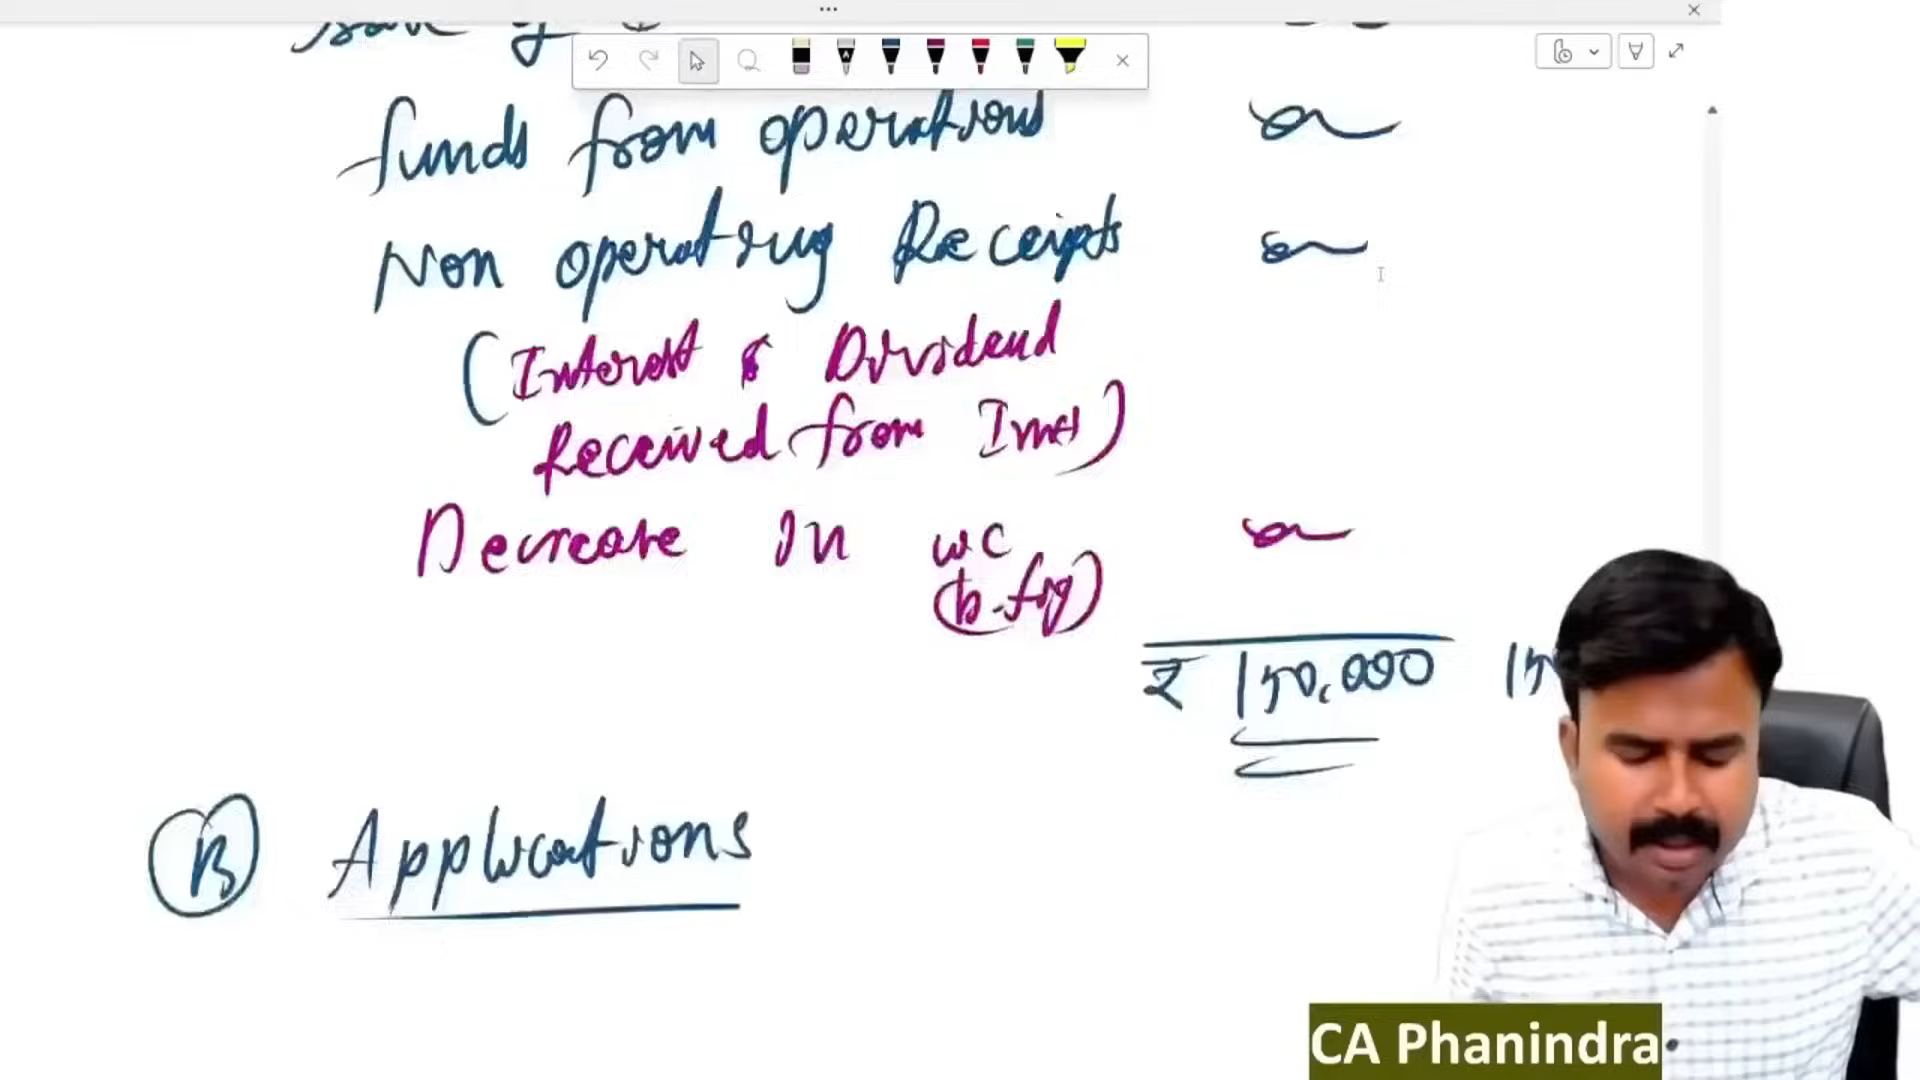 funds from operations
Non operating Receipts
(Interest & Dividend
Received from Inv)
Decrease in WC
(b.fig)
₹ 150,000
B Applications
CA Phanindra